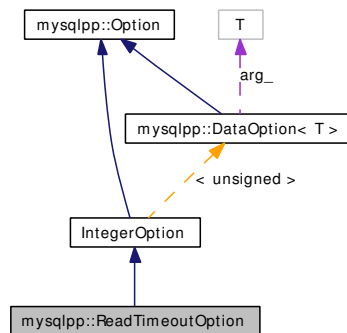 mysqlpp::Option
T
arg_
mysqlpp::DataOption< T >
< unsigned >
IntegerOption
mysqlpp::ReadTimeoutOption